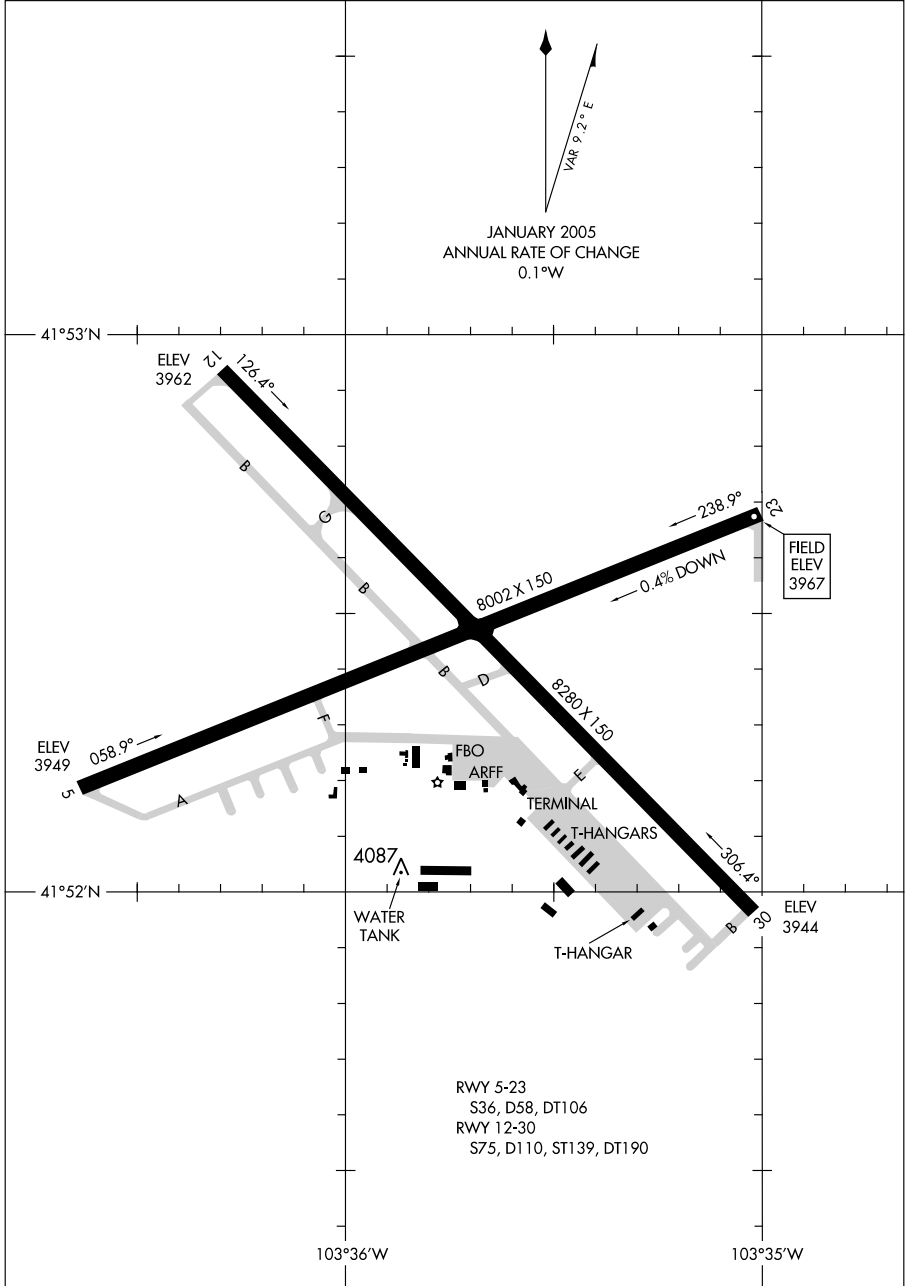 VAR 9.2° E
JANUARY 2005
ANNUAL RATE OF CHANGE
0.1°W
41°53'N
ELEV
3962
12
126.4°
B
G
B
238.9°
23
FIELD
ELEV
3967
0.4% DOWN
8002 X 150
B
D
8280 X 150
F
ELEV
3949
058.9°
5
A
FBO
ARFF
E
TERMINAL
T-HANGARS
4087
306.4°
41°52'N
WATER
TANK
B
30
ELEV
3944
T-HANGAR
RWY 5-23
S36, D58, DT106
RWY 12-30
S75, D110, ST139, DT190
103°36'W
103°35'W